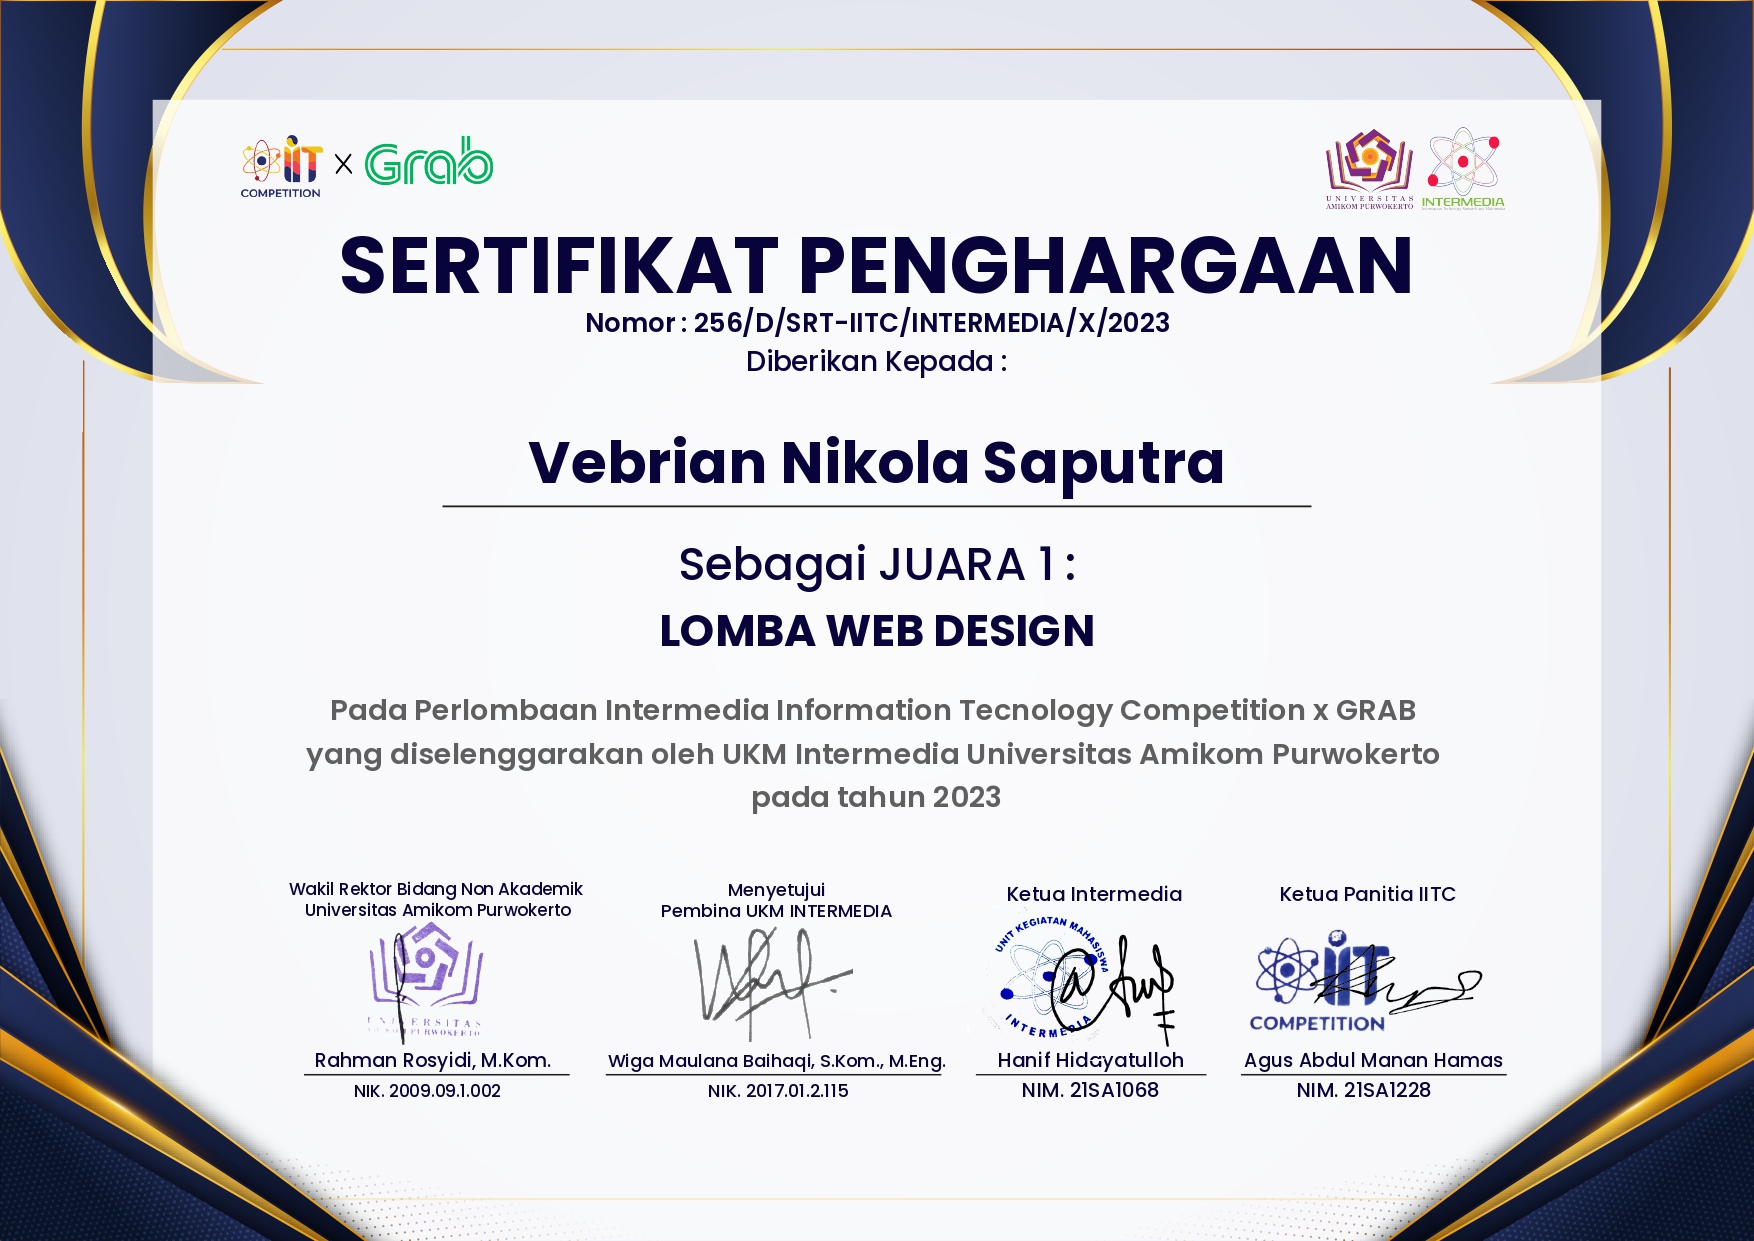 IIT X Grab
COMPETITION
UNIVERSITAS
AMIKOM PURWOKERTO
INTERMEDIA
SERTIFIKAT PENGHARGAAN
Nomor : 256/D/SRT-IITC/INTERMEDIA/X/2023
Diberikan Kepada :
Vebrian Nikola Saputra
Sebagai JUARA 1 :
LOMBA WEB DESIGN
Pada Perlombaan Intermedia Information Tecnology Competition x GRAB
yang diselenggarakan oleh UKM Intermedia Universitas Amikom Purwokerto
pada tahun 2023
Wakil Rektor Bidang Non Akademik
Universitas Amikom Purwokerto
UNIVERSITAS
AMIKOM PURWOKERTO
Rahman Rosyidi, M.Kom.
NIK. 2009.09.1.002
Menyetujui
Pembina UKM INTERMEDIA
Wiga Maulana Baihaqi, S.Kom., M.Eng.
NIK. 2017.01.2.115
Ketua Intermedia
UNIT KEGIATAN MAHASISWA
INTERMEDIA
Hanif Hidayatulloh
NIM. 21SA1068
Ketua Panitia IITC
IIT
COMPETITION
Agus Abdul Manan Hamas
NIM. 21SA1228